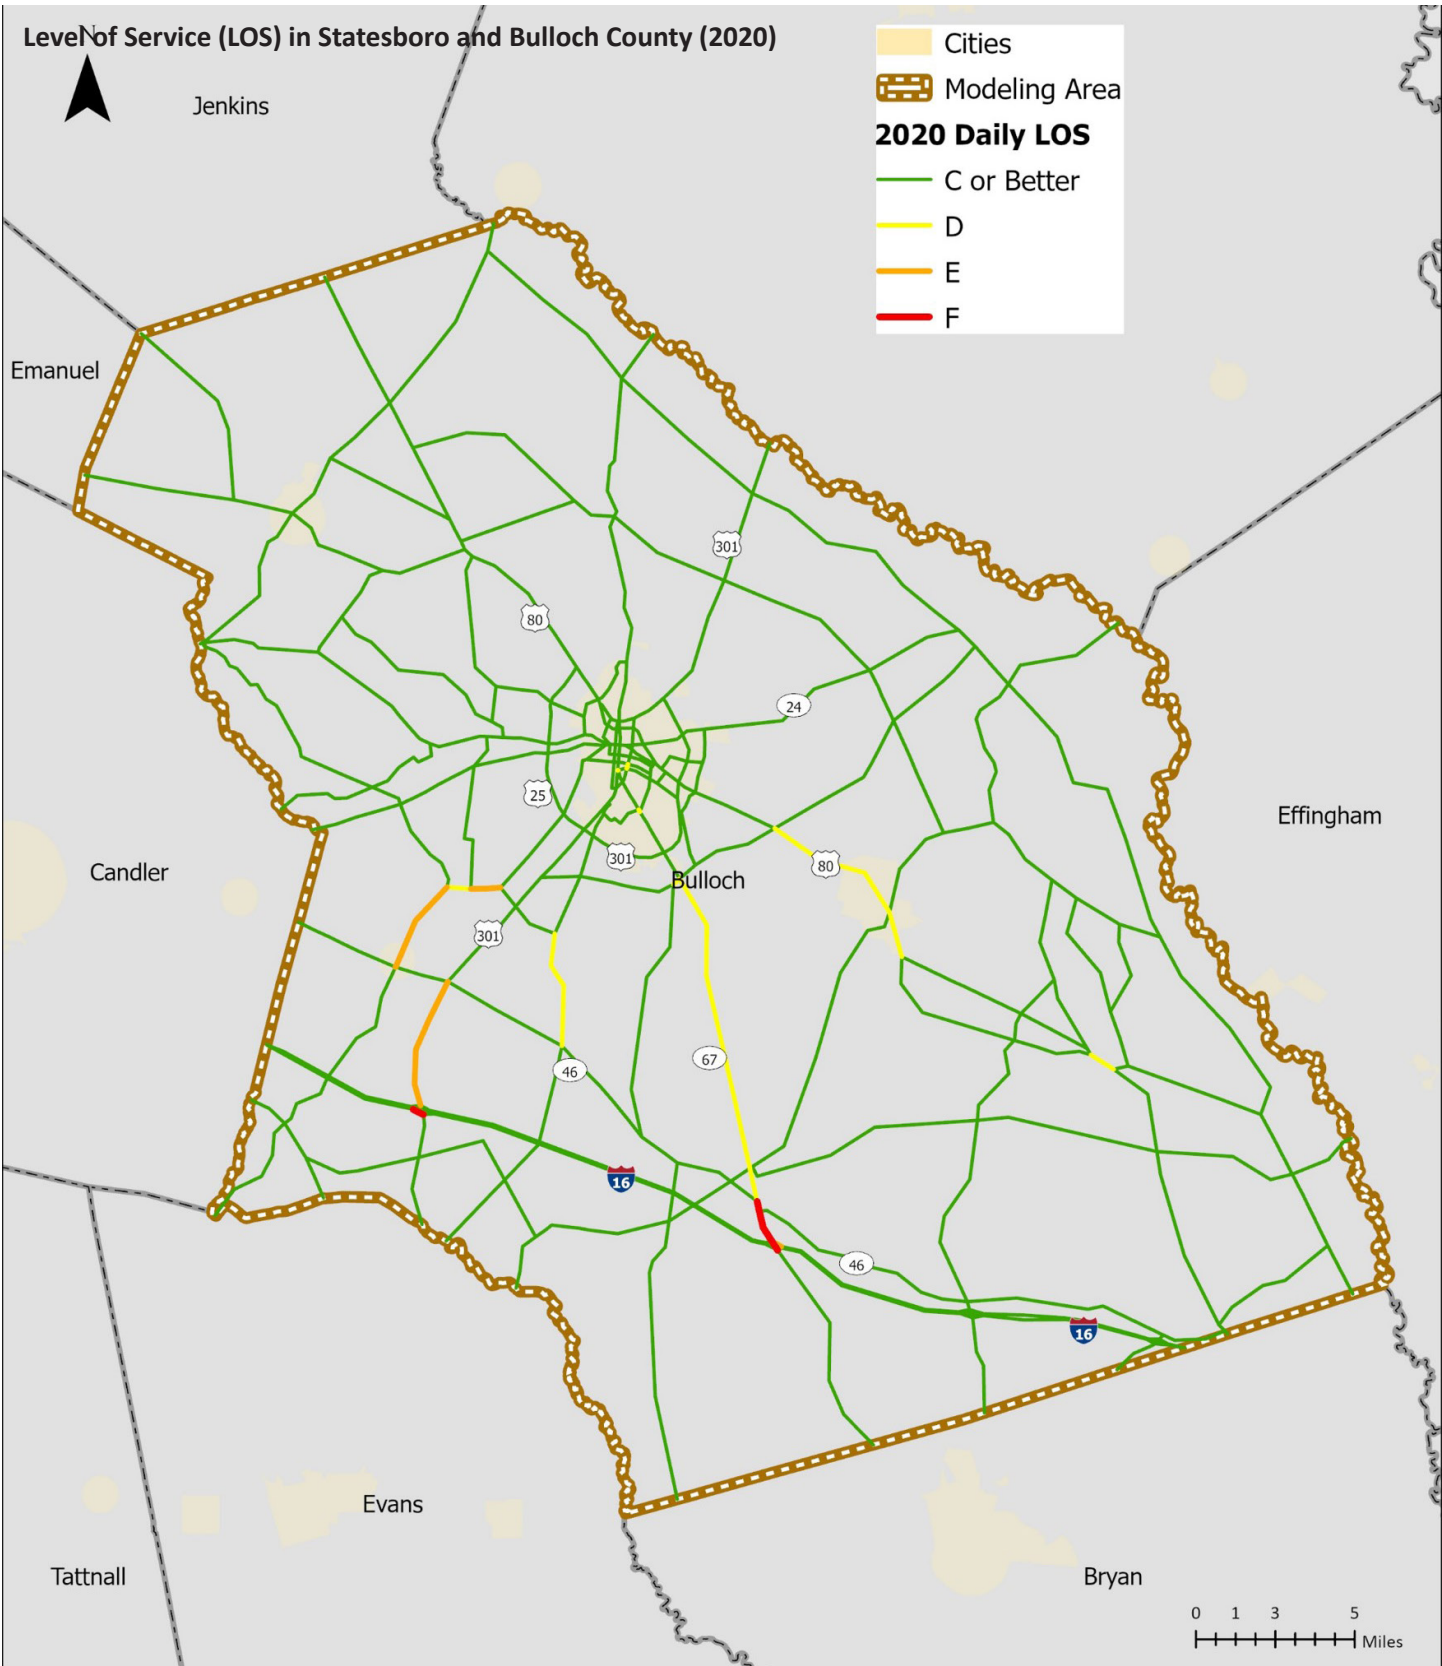 Level of Service (LOS) in Statesboro and Bulloch County (2020)
N
Cities
Modeling Area
2020 Daily LOS
C or Better
D
E
F
Jenkins
Emanuel
301
80
24
25
Effingham
Candler
301
80
Bulloch
301
67
46
16
46
16
Evans
Tattnall
Bryan
0 1 3 5
Miles